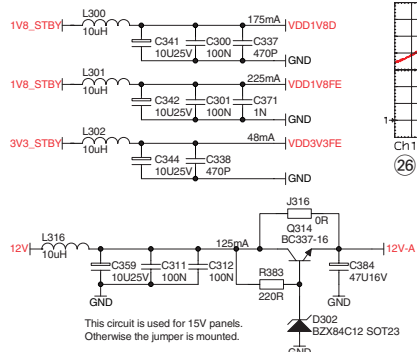 L300
1V8_STBY 10uH 175mA VDD1V8D
C341 C300 C337
10U25V 100N 470P
GND
L301
1V8_STBY 10uH 225mA VDD1V8FE
C342 C301 C371
10U25V 100N 1N
GND
L302
3V3_STBY 10uH 48mA VDD3V3FE
C344 C338
10U25V 470P
GND
1
Ch1
26
J316
0R
Q314
BC337-16
L316
12V 10uH 125mA 12V-A
C359 C311 C312 R383 C384
10U25V 100N 100N 220R 47U16V
GND GND
This circuit is used for 15V panels.
Otherwise the jumper is mounted.
D302
BZX84C12 SOT23
GND